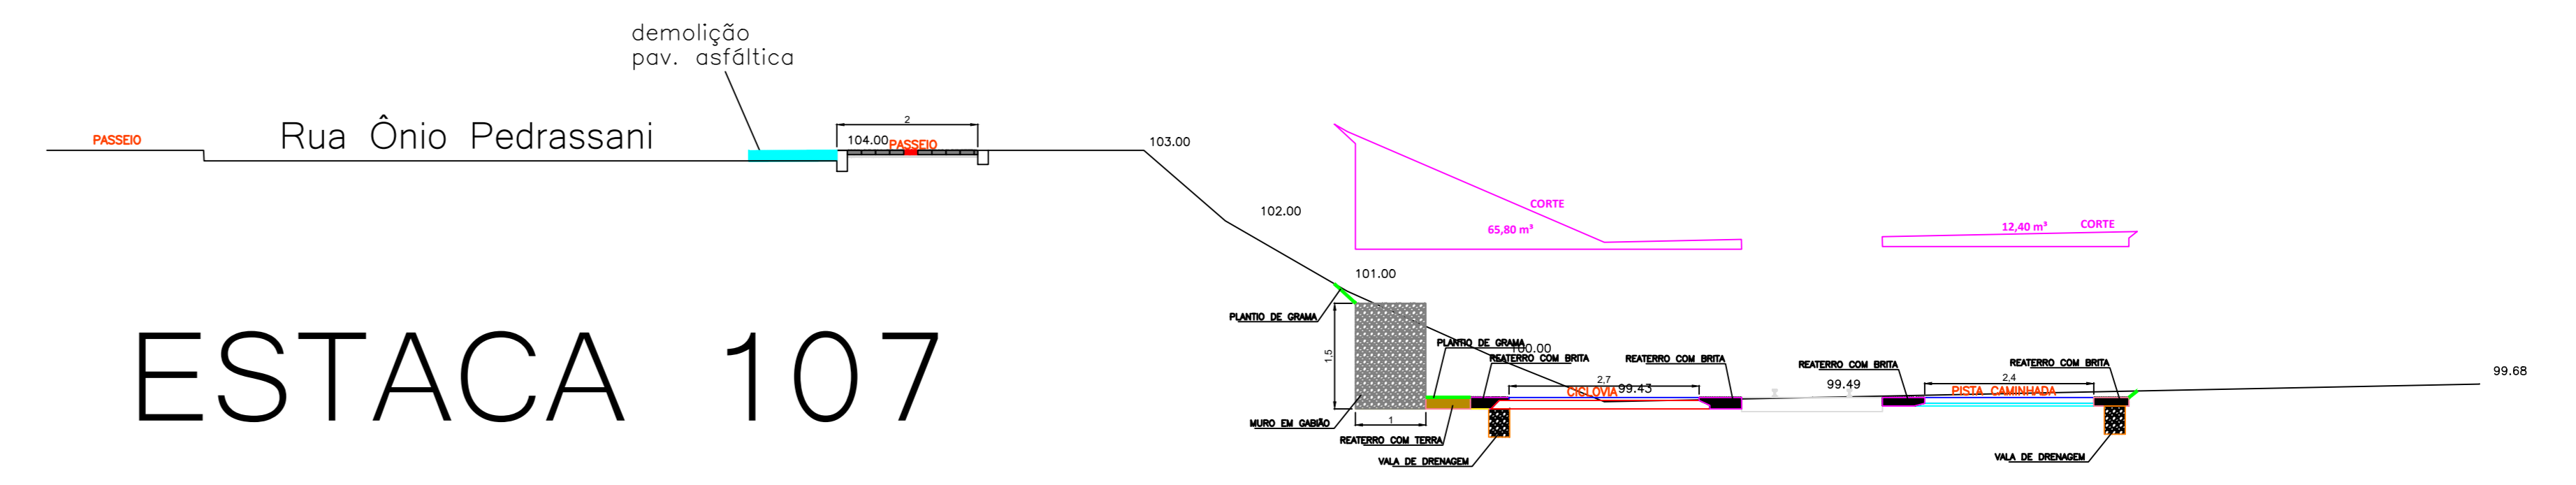 demolição
pav. asfáltica
PASSEIO
Rua Ônio Pedrassani
2
104.00
PASSEIO
103.00
102.00
101.00
CORTE
65,80 m³
12,40 m³
CORTE
ESTACA 107
PLANTIO DE GRAMA
1,5
PLANTIO DE GRAMA
100.00
REATERRO COM BRITA
REATERRO COM BRITA
REATERRO COM BRITA
REATERRO COM BRITA
2,7
CICLOVIA
99.43
99.49
2,4
PISTA CAMINHADA
99.68
MURO EM GABIÃO
1
REATERRO COM TERRA
VALA DE DRENAGEM
VALA DE DRENAGEM